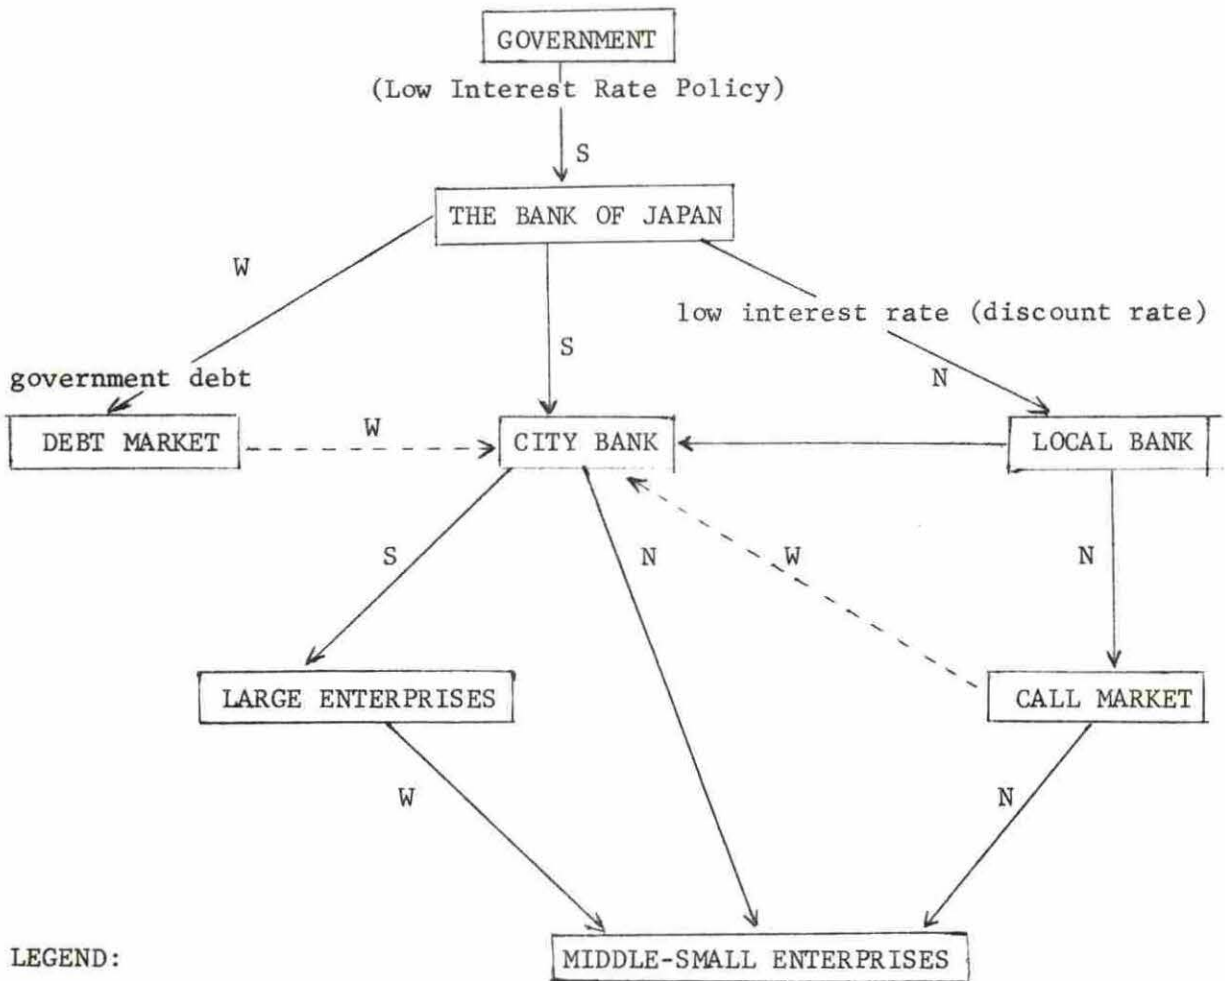 GOVERNMENT
(Low Interest Rate Policy)
S
THE BANK OF JAPAN
W
low interest rate (discount rate)
S
government debt
N
DEBT MARKET
W
CITY BANK
LOCAL BANK
S
N
W
N
LARGE ENTERPRISES
CALL MARKET
W
N
LEGEND:
MIDDLE-SMALL ENTERPRISES